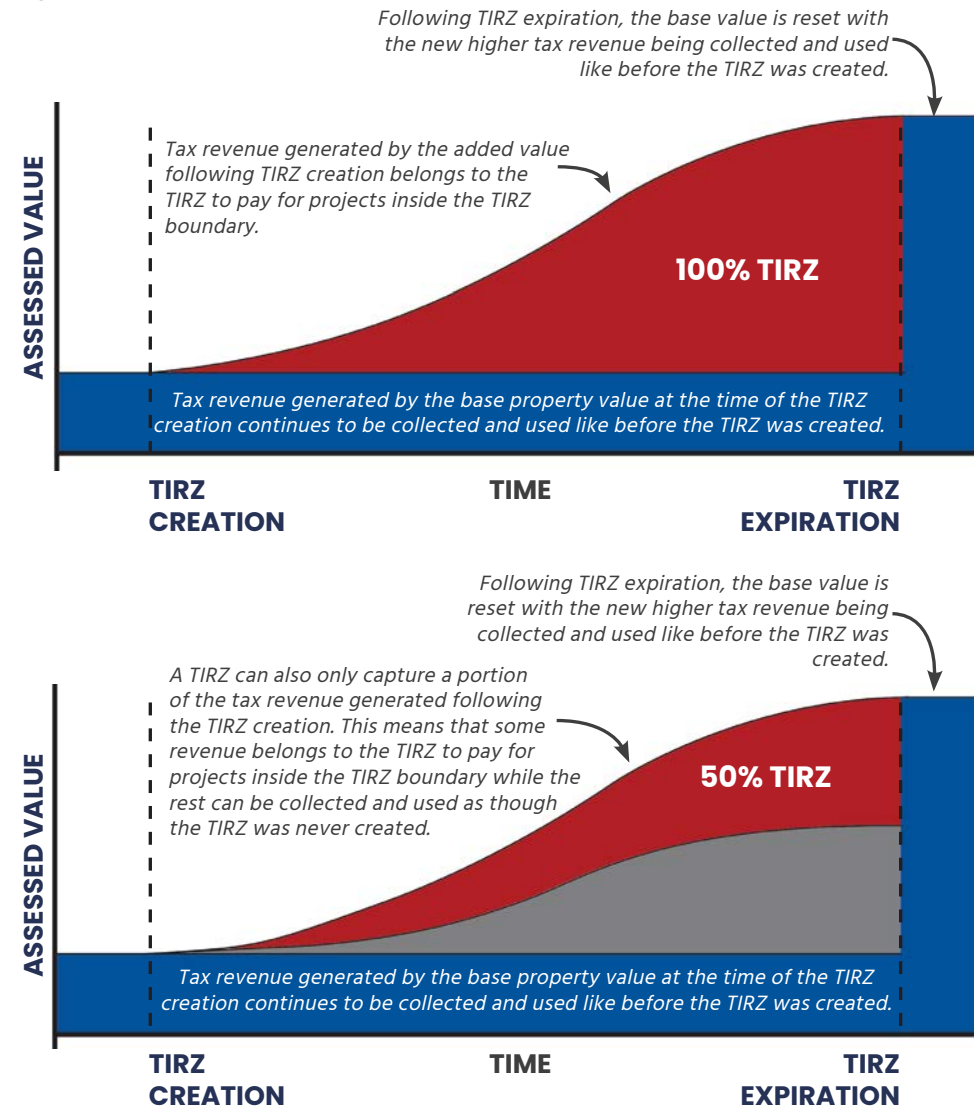 Following TIRZ expiration, the base value is reset with
the new higher tax revenue being collected and used
like before the TIRZ was created.
Tax revenue generated by the added value
following TIRZ creation belongs to the
TIRZ to pay for projects inside the TIRZ
boundary.
ASSESSED VALUE
100% TIRZ
Tax revenue generated by the base property value at the time of the TIRZ
creation continues to be collected and used like before the TIRZ was created.
TIRZ
CREATION
TIME
TIRZ
EXPIRATION
Following TIRZ expiration, the base value is
reset with the new higher tax revenue being
collected and used like before the TIRZ was
created.
A TIRZ can also only capture a portion
of the tax revenue generated following
the TIRZ creation. This means that some
revenue belongs to the TIRZ to pay for
projects inside the TIRZ boundary while the
rest can be collected and used as though
the TIRZ was never created.
ASSESSED VALUE
50% TIRZ
Tax revenue generated by the base property value at the time of the TIRZ
creation continues to be collected and used like before the TIRZ was created.
TIRZ
CREATION
TIME
TIRZ
EXPIRATION